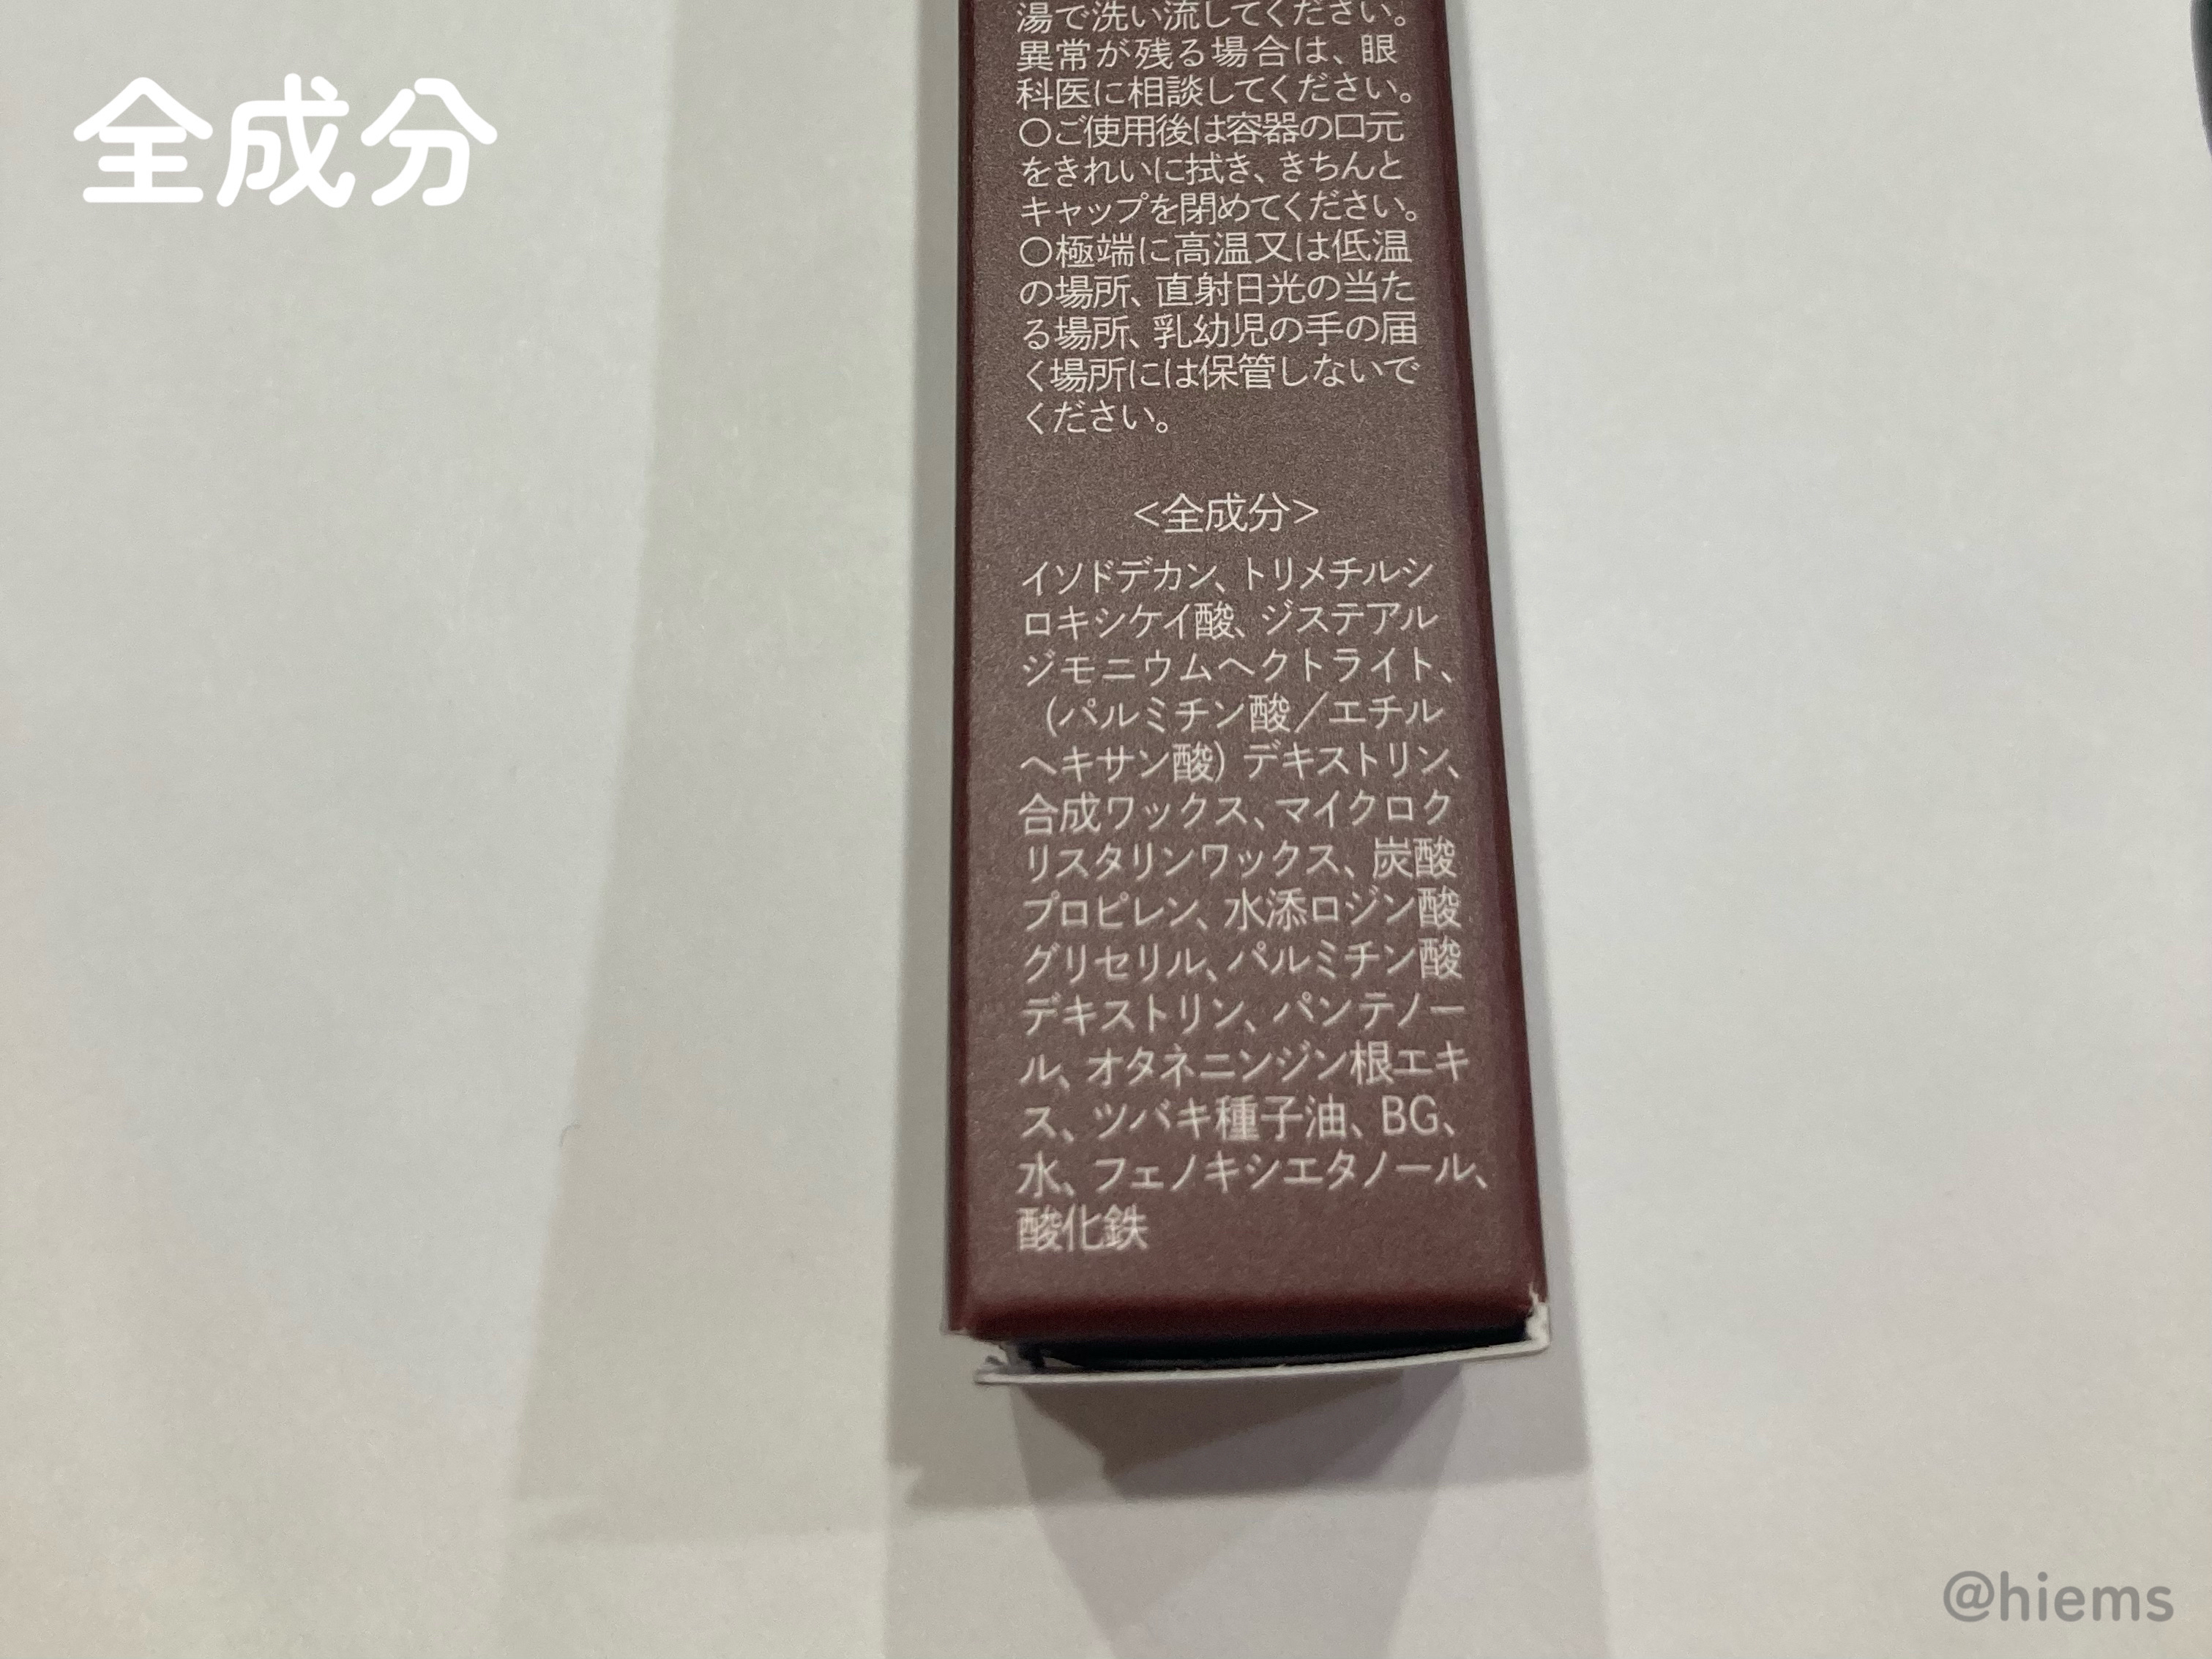 全成分
湯で洗い流してください。
異常が残る場合は、眼
科医に相談してください。
○ご使用後は容器の口元
をきれいに拭き、きちんと
キャップを閉めてください。
○極端に高温又は低温
の場所、直射日光の当た
る場所、乳幼児の手の届
く場所には保管しないで
ください。
<全成分>
イソドデカン、トリメチルシ
ロキシケイ酸、ジステアル
ジモニウムヘクトライト、
(パルミチン酸／エチル
ヘキサン酸)デキストリン、
合成ワックス、マイクロク
リスタリンワックス、炭酸
プロピレン、水添ロジン酸
グリセリル、パルミチン酸
デキストリン、パンテノー
ル、オタネニンジン根エキ
ス、ツバキ種子油、BG、
水、フェノキシエタノール、
酸化鉄
@hiems